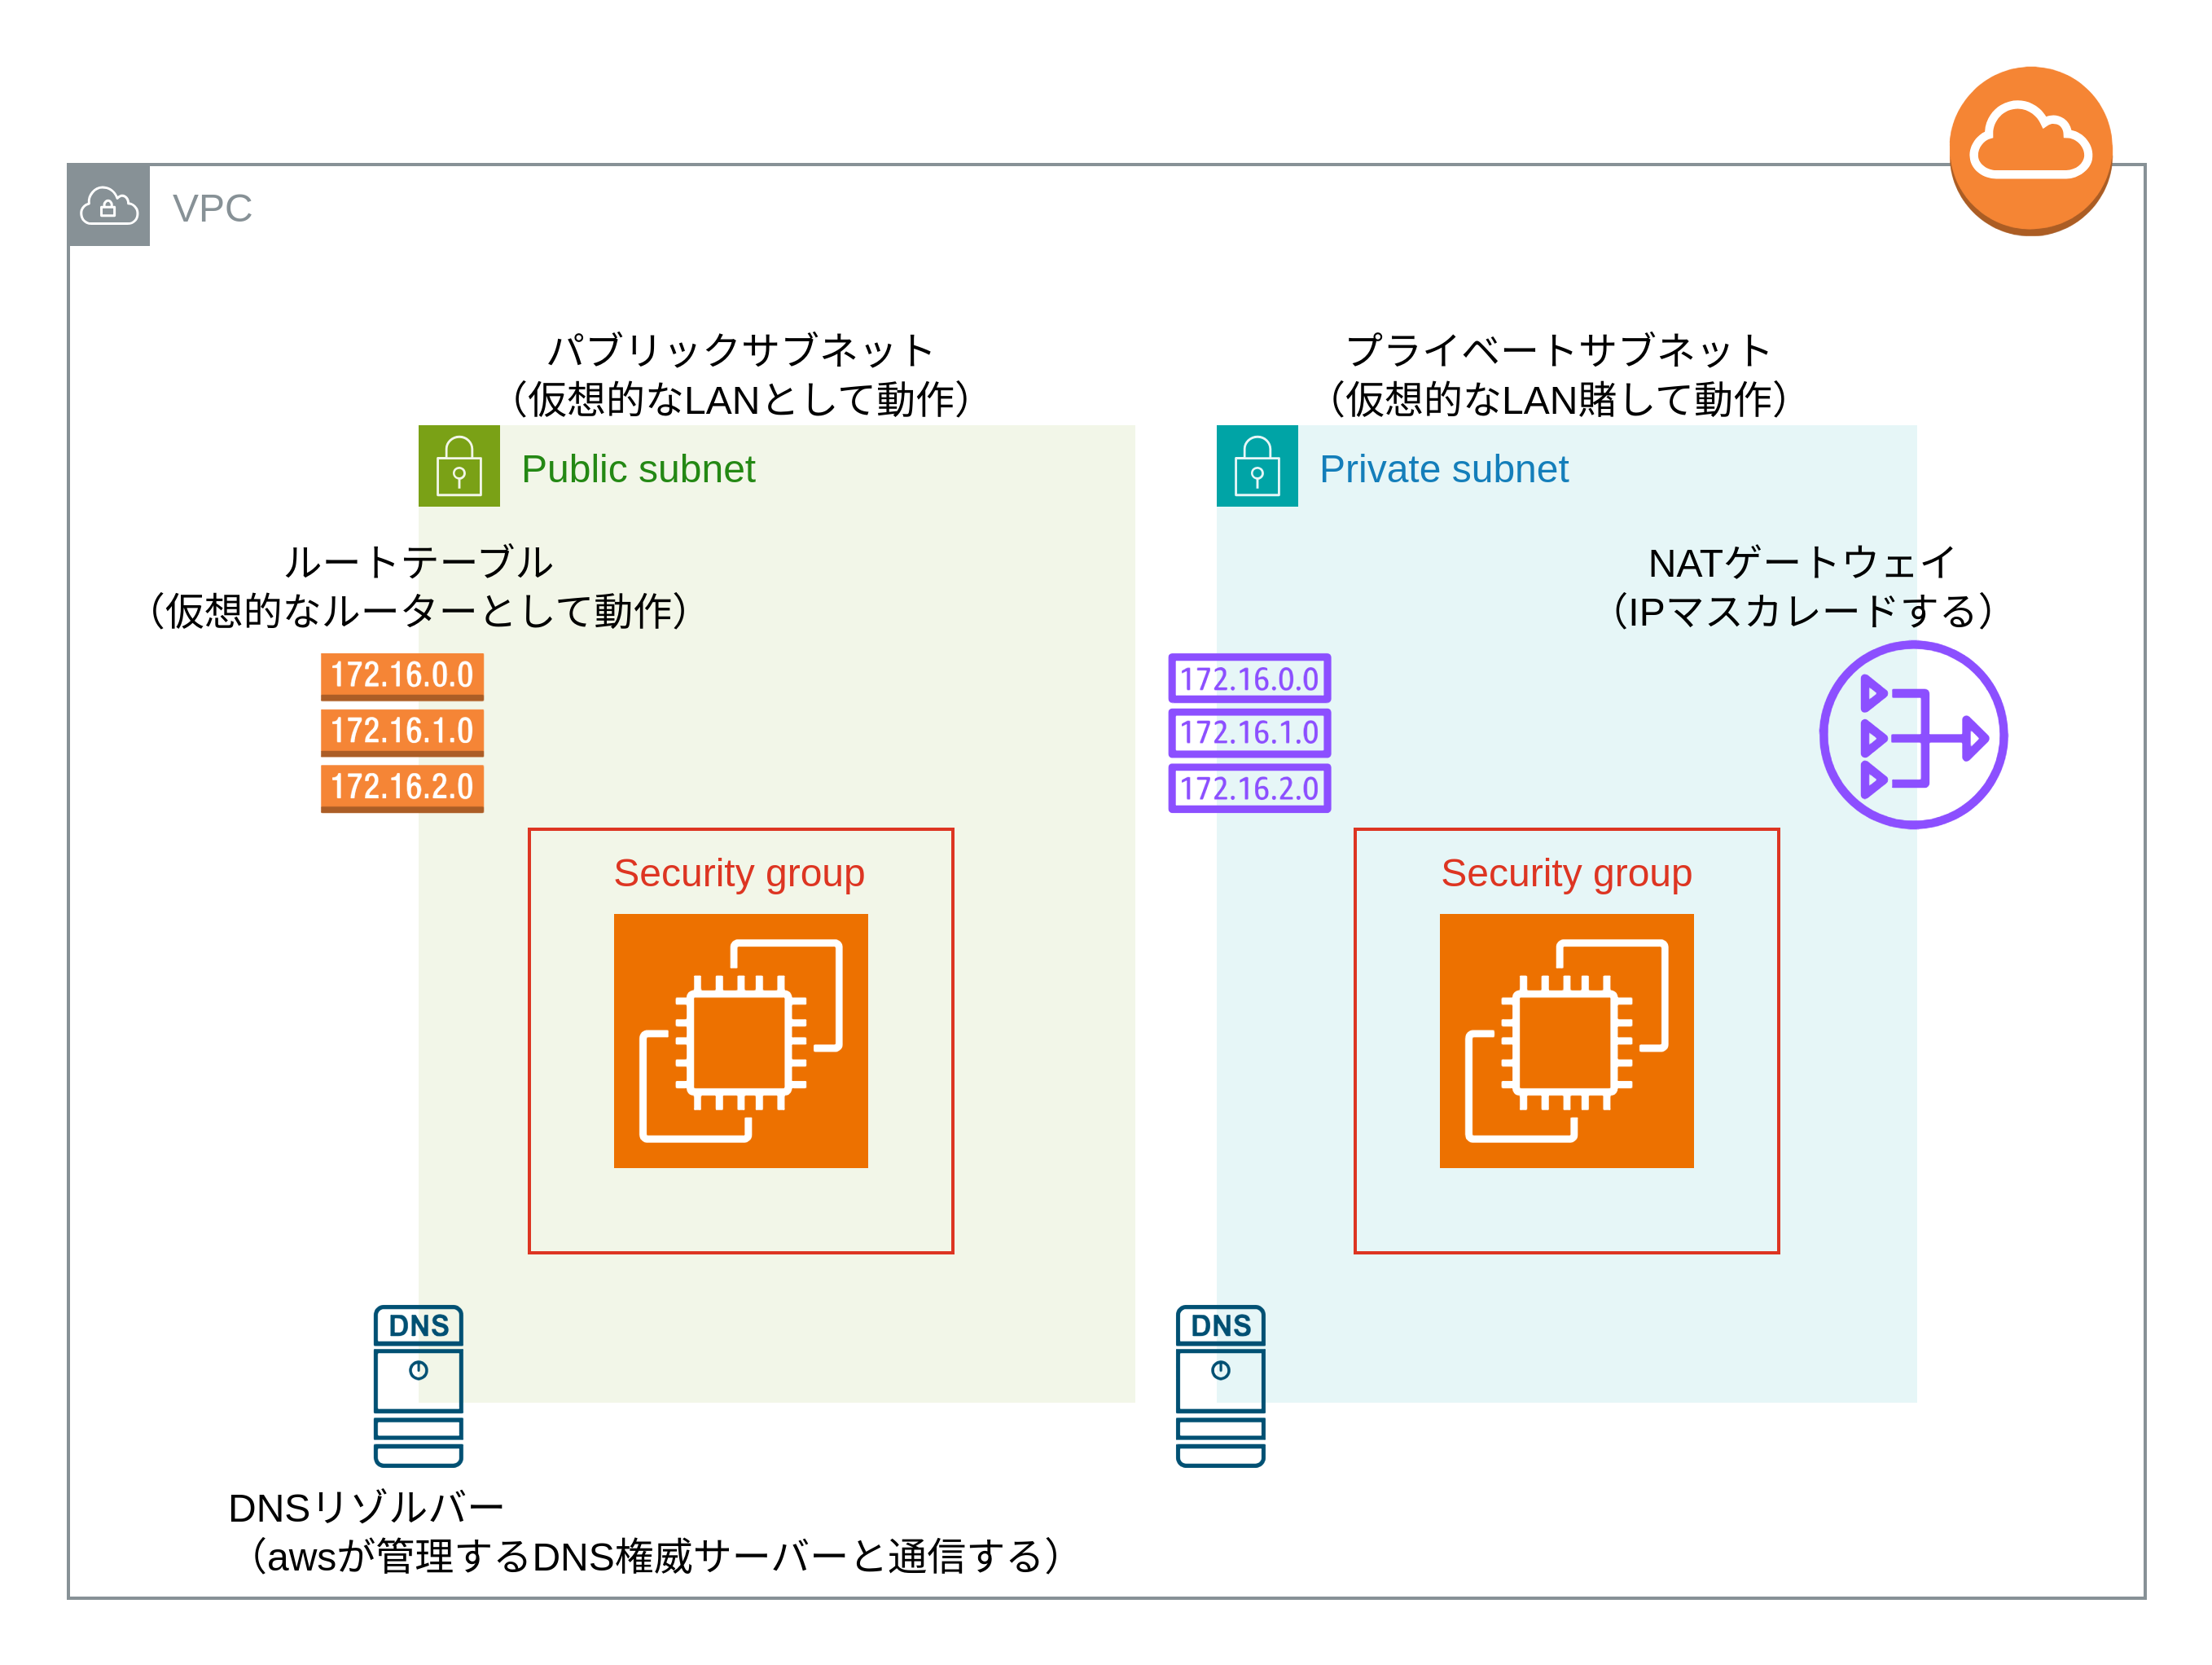 VPC
パブリックサブネット
（仮想的なLANとして動作）
Public subnet
プライベートサブネット
（仮想的なLAN賭して動作）
Private subnet
ルートテーブル
（仮想的なルーターとして動作）
172.16.0.0
172.16.1.0
172.16.2.0
172.16.0.0
172.16.1.0
172.16.2.0
NATゲートウェイ
（IPマスカレードする）
Security group
Security group
DNS
DNS
DNSリゾルバー
（awsが管理するDNS権威サーバーと通信する）